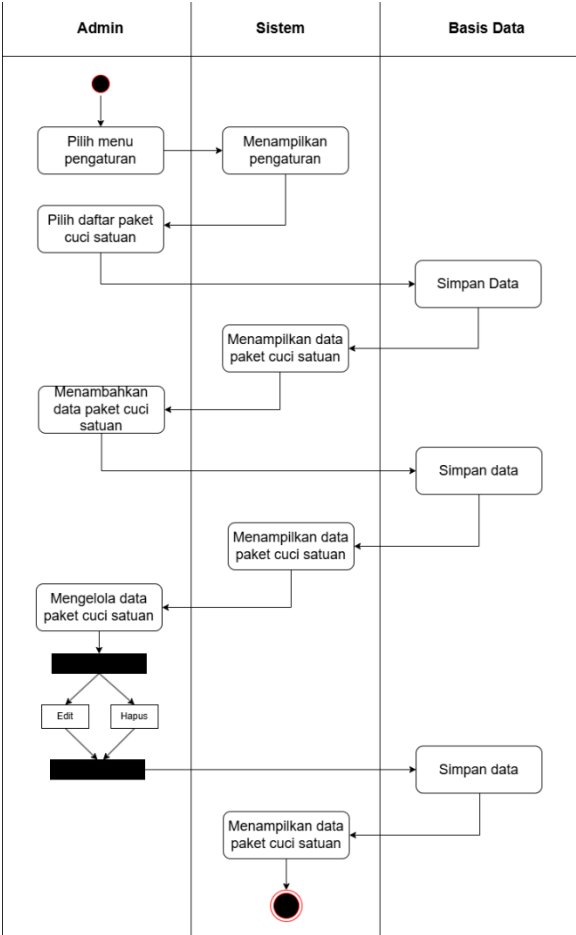 Admin
Sistem
Basis Data
Pilih menu
pengaturan
Menampilkan
pengaturan
Pilih daftar paket
cuci satuan
Simpan Data
Menampilkan data
paket cuci satuan
Menambahkan
data paket cuci
satuan
Simpan data
Menampilkan data
paket cuci satuan
Mengelola data
paket cuci satuan
Edit
Hapus
Simpan data
Menampilkan data
paket cuci satuan